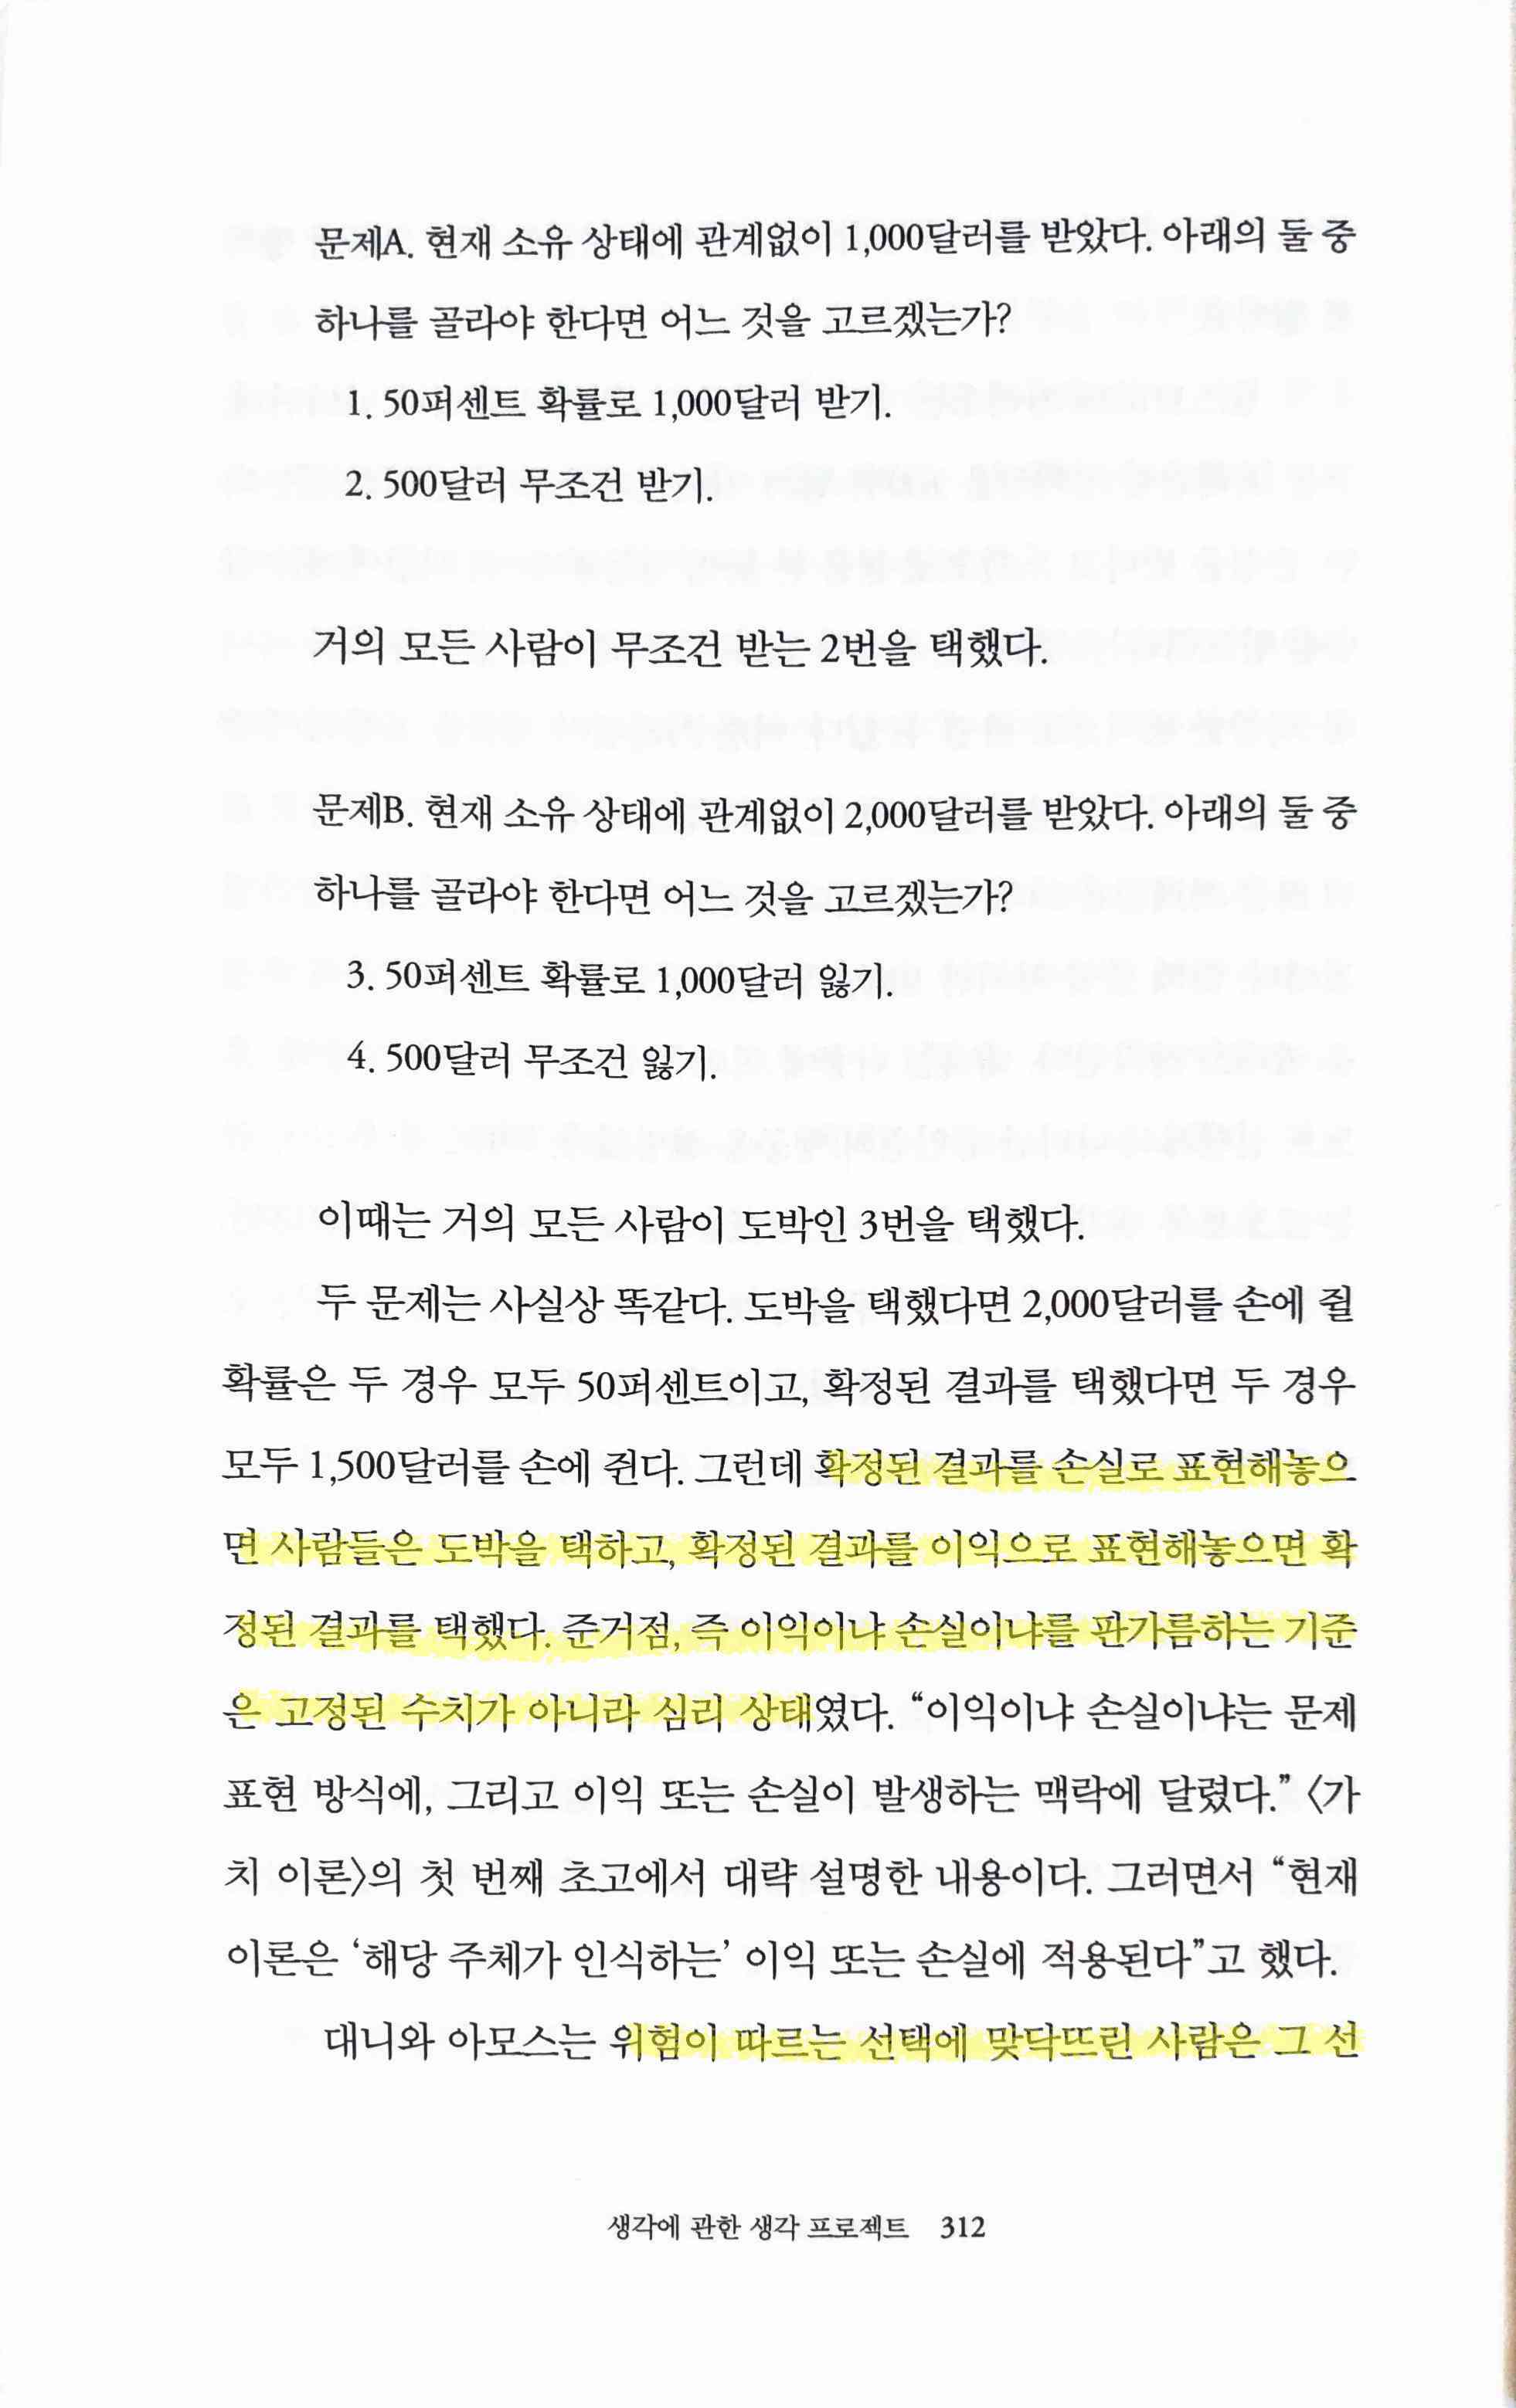 문제A. 현재 소유 상태에 관계없이 1,000달러를 받았다. 아래의 둘 중
하나를 골라야 한다면 어느 것을 고르겠는가?
1. 50퍼센트 확률로 1,000달러 받기.
2. 500달러 무조건 받기.
거의 모든 사람이 무조건 받는 2번을 택했다.
문제B. 현재 소유 상태에 관계없이 2,000달러를 받았다. 아래의 둘 중
하나를 골라야 한다면 어느 것을 고르겠는가?
3. 50퍼센트 확률로 1,000달러 잃기.
4. 500달러 무조건 잃기.
이때는 거의 모든 사람이 도박인 3번을 택했다.
두 문제는 사실상 똑같다. 도박을 택했다면 2,000달러를 손에 쥘
확률은 두 경우 모두 50퍼센트이고, 확정된 결과를 택했다면 두 경우
모두 1,500달러를 손에 쥔다. 그런데 확정된 결과를 손실로 표현해놓으
면 사람들은 도박을 택하고, 확정된 결과를 이익으로 표현해놓으면 확
정된 결과를 택했다. 준거점, 즉 이익이냐 손실이냐를 판가름하는 기준
은 고정된 수치가 아니라 심리 상태였다. “이익이냐 손실이냐는 문제
표현 방식에, 그리고 이익 또는 손실이 발생하는 맥락에 달렸다.” 〈가
치 이론〉의 첫 번째 초고에서 대략 설명한 내용이다. 그러면서 “현재
이론은 ‘해당 주체가 인식하는’ 이익 또는 손실에 적용된다”고 했다.
대니와 아모스는 위험이 따르는 선택에 맞닥뜨린 사람은 그 선
생각에 관한 생각 프로젝트 312